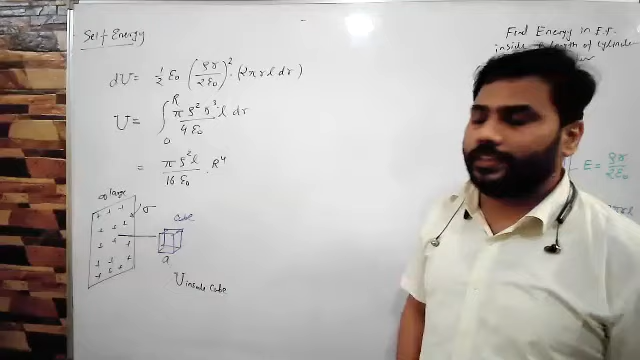 Self Energy
dU = ½ ε₀ (ρr/2ε₀)² · (2πrl dr)
U = ∫₀ᴿ πρ²r³/4ε₀ l dr
= πρ²l/16ε₀ · R⁴
∞ large
σ
Cube
a
U inside cube
Find Energy in E.F.
inside length of cylinder
E = ρr/2ε₀